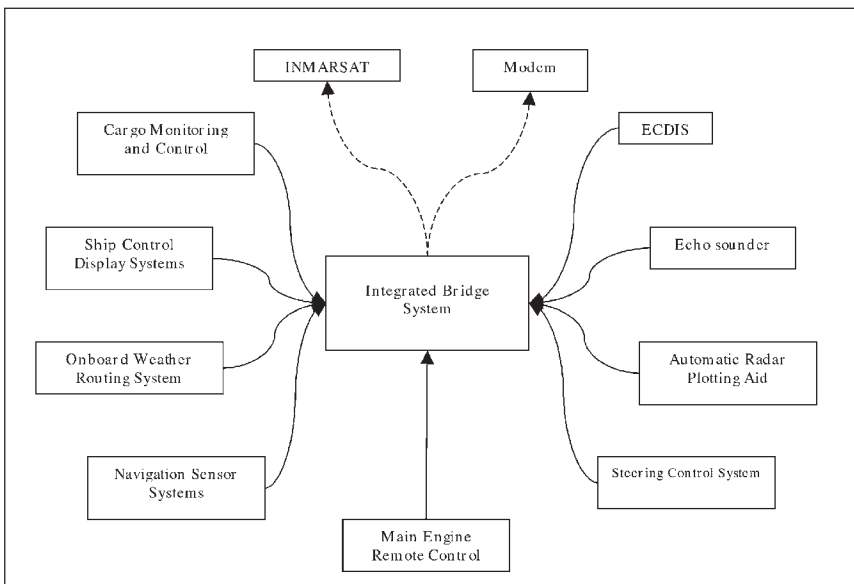 INMARSAT
Modem
Cargo Monitoring
and Control
ECDIS
Ship Control
Display Systems
Echo sounder
Integrated Bridge
System
Onboard Weather
Routing System
Automatic Radar
Plotting Aid
Navigation Sensor
Systems
Steering Control System
Main Engine
Remote Control